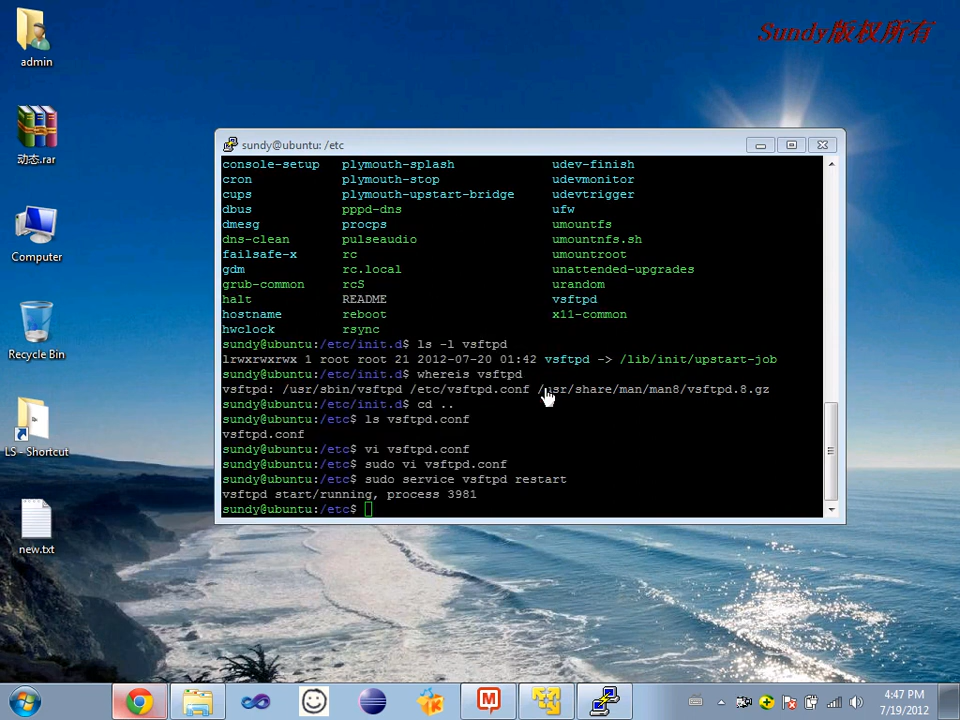 Sundy版权所有
admin
动态.rar
Computer
Recycle Bin
LS - Shortcut
new.txt
sundy@ubuntu: /etc
console-setup plymouth-splash udev-finish
cron plymouth-stop udevmonitor
cups plymouth-upstart-bridge udevtrigger
dbus pppd-dns ufw
dmesg procps umountfs
dns-clean pulseaudio umountnfs.sh
failsafe-x rc umountroot
gdm rc.local unattended-upgrades
grub-common rcS urandom
halt README vsftpd
hostname reboot x11-common
hwclock rsync
sundy@ubuntu:/etc/init.d$ ls -l vsftpd
lrwxrwxrwx 1 root root 21 2012-07-20 01:42 vsftpd -> /lib/init/upstart-job
sundy@ubuntu:/etc/init.d$ whereis vsftpd
vsftpd: /usr/sbin/vsftpd /etc/vsftpd.conf /usr/share/man/man8/vsftpd.8.gz
sundy@ubuntu:/etc/init.d$ cd ..
sundy@ubuntu:/etc$ ls vsftpd.conf
vsftpd.conf
sundy@ubuntu:/etc$ vi vsftpd.conf
sundy@ubuntu:/etc$ sudo vi vsftpd.conf
sundy@ubuntu:/etc$ sudo service vsftpd restart
vsftpd start/running, process 3981
sundy@ubuntu:/etc$
4:47 PM
7/19/2012